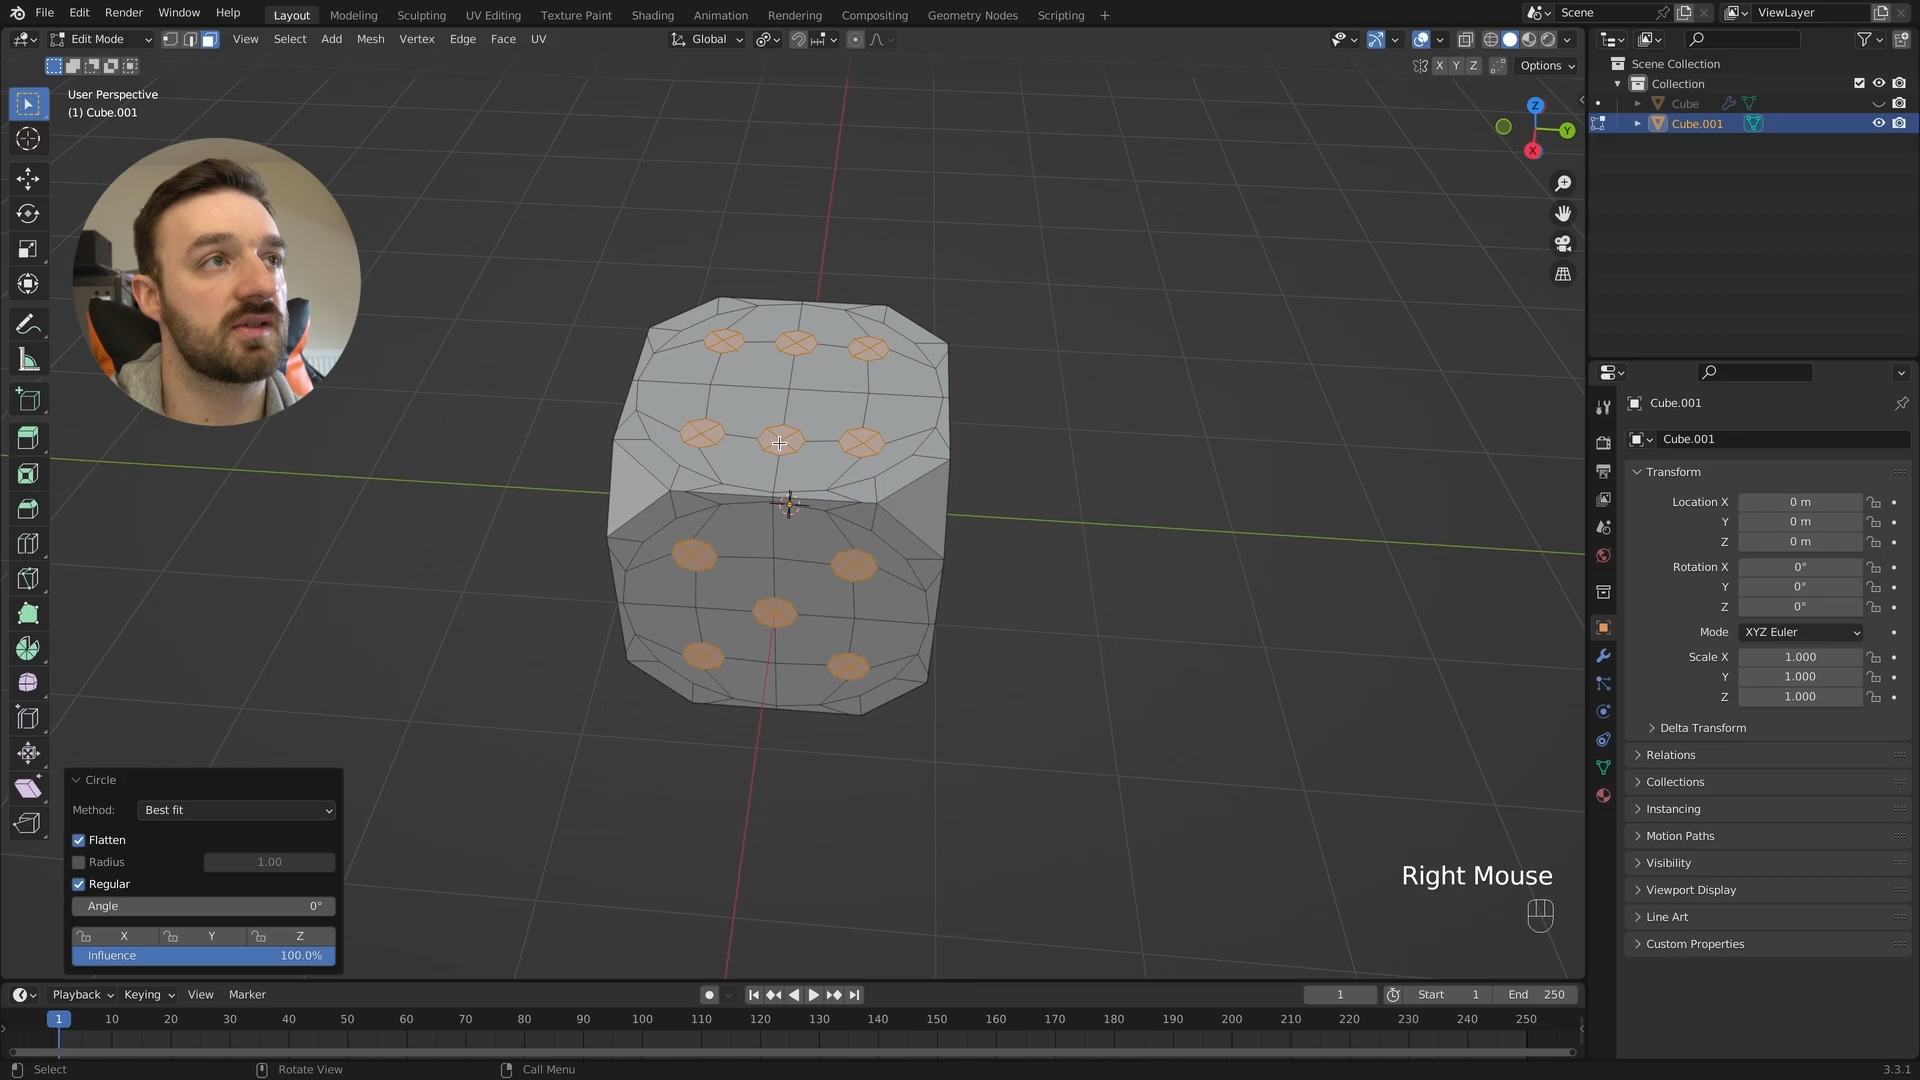 File Edit Render Window Help Layout Modeling Sculpting UV Editing Texture Paint Shading Animation Rendering Compositing Geometry Nodes Scripting + Scene ViewLayer
Edit Mode View Select Add Mesh Vertex Edge Face UV Global
X Y Z Options
User Perspective
(1) Cube.001
Z
Y
X
Scene Collection
Collection
Cube
Cube.001
Cube.001
Cube.001
Transform
Location X 0 m
Y 0 m
Z 0 m
Rotation X 0°
Y 0°
Z 0°
Mode XYZ Euler
Scale X 1.000
Y 1.000
Z 1.000
Delta Transform
Relations
Collections
Instancing
Motion Paths
Visibility
Viewport Display
Line Art
Custom Properties
Circle
Method: Best fit
Flatten
Radius 1.00
Regular
Angle 0°
X Y Z
Influence 100.0%
Right Mouse
Playback Keying View Marker 1 Start 1 End 250
1 10 20 30 40 50 60 70 80 90 100 110 120 130 140 150 160 170 180 190 200 210 220 230 240 250
Select Rotate View Call Menu 3.3.1